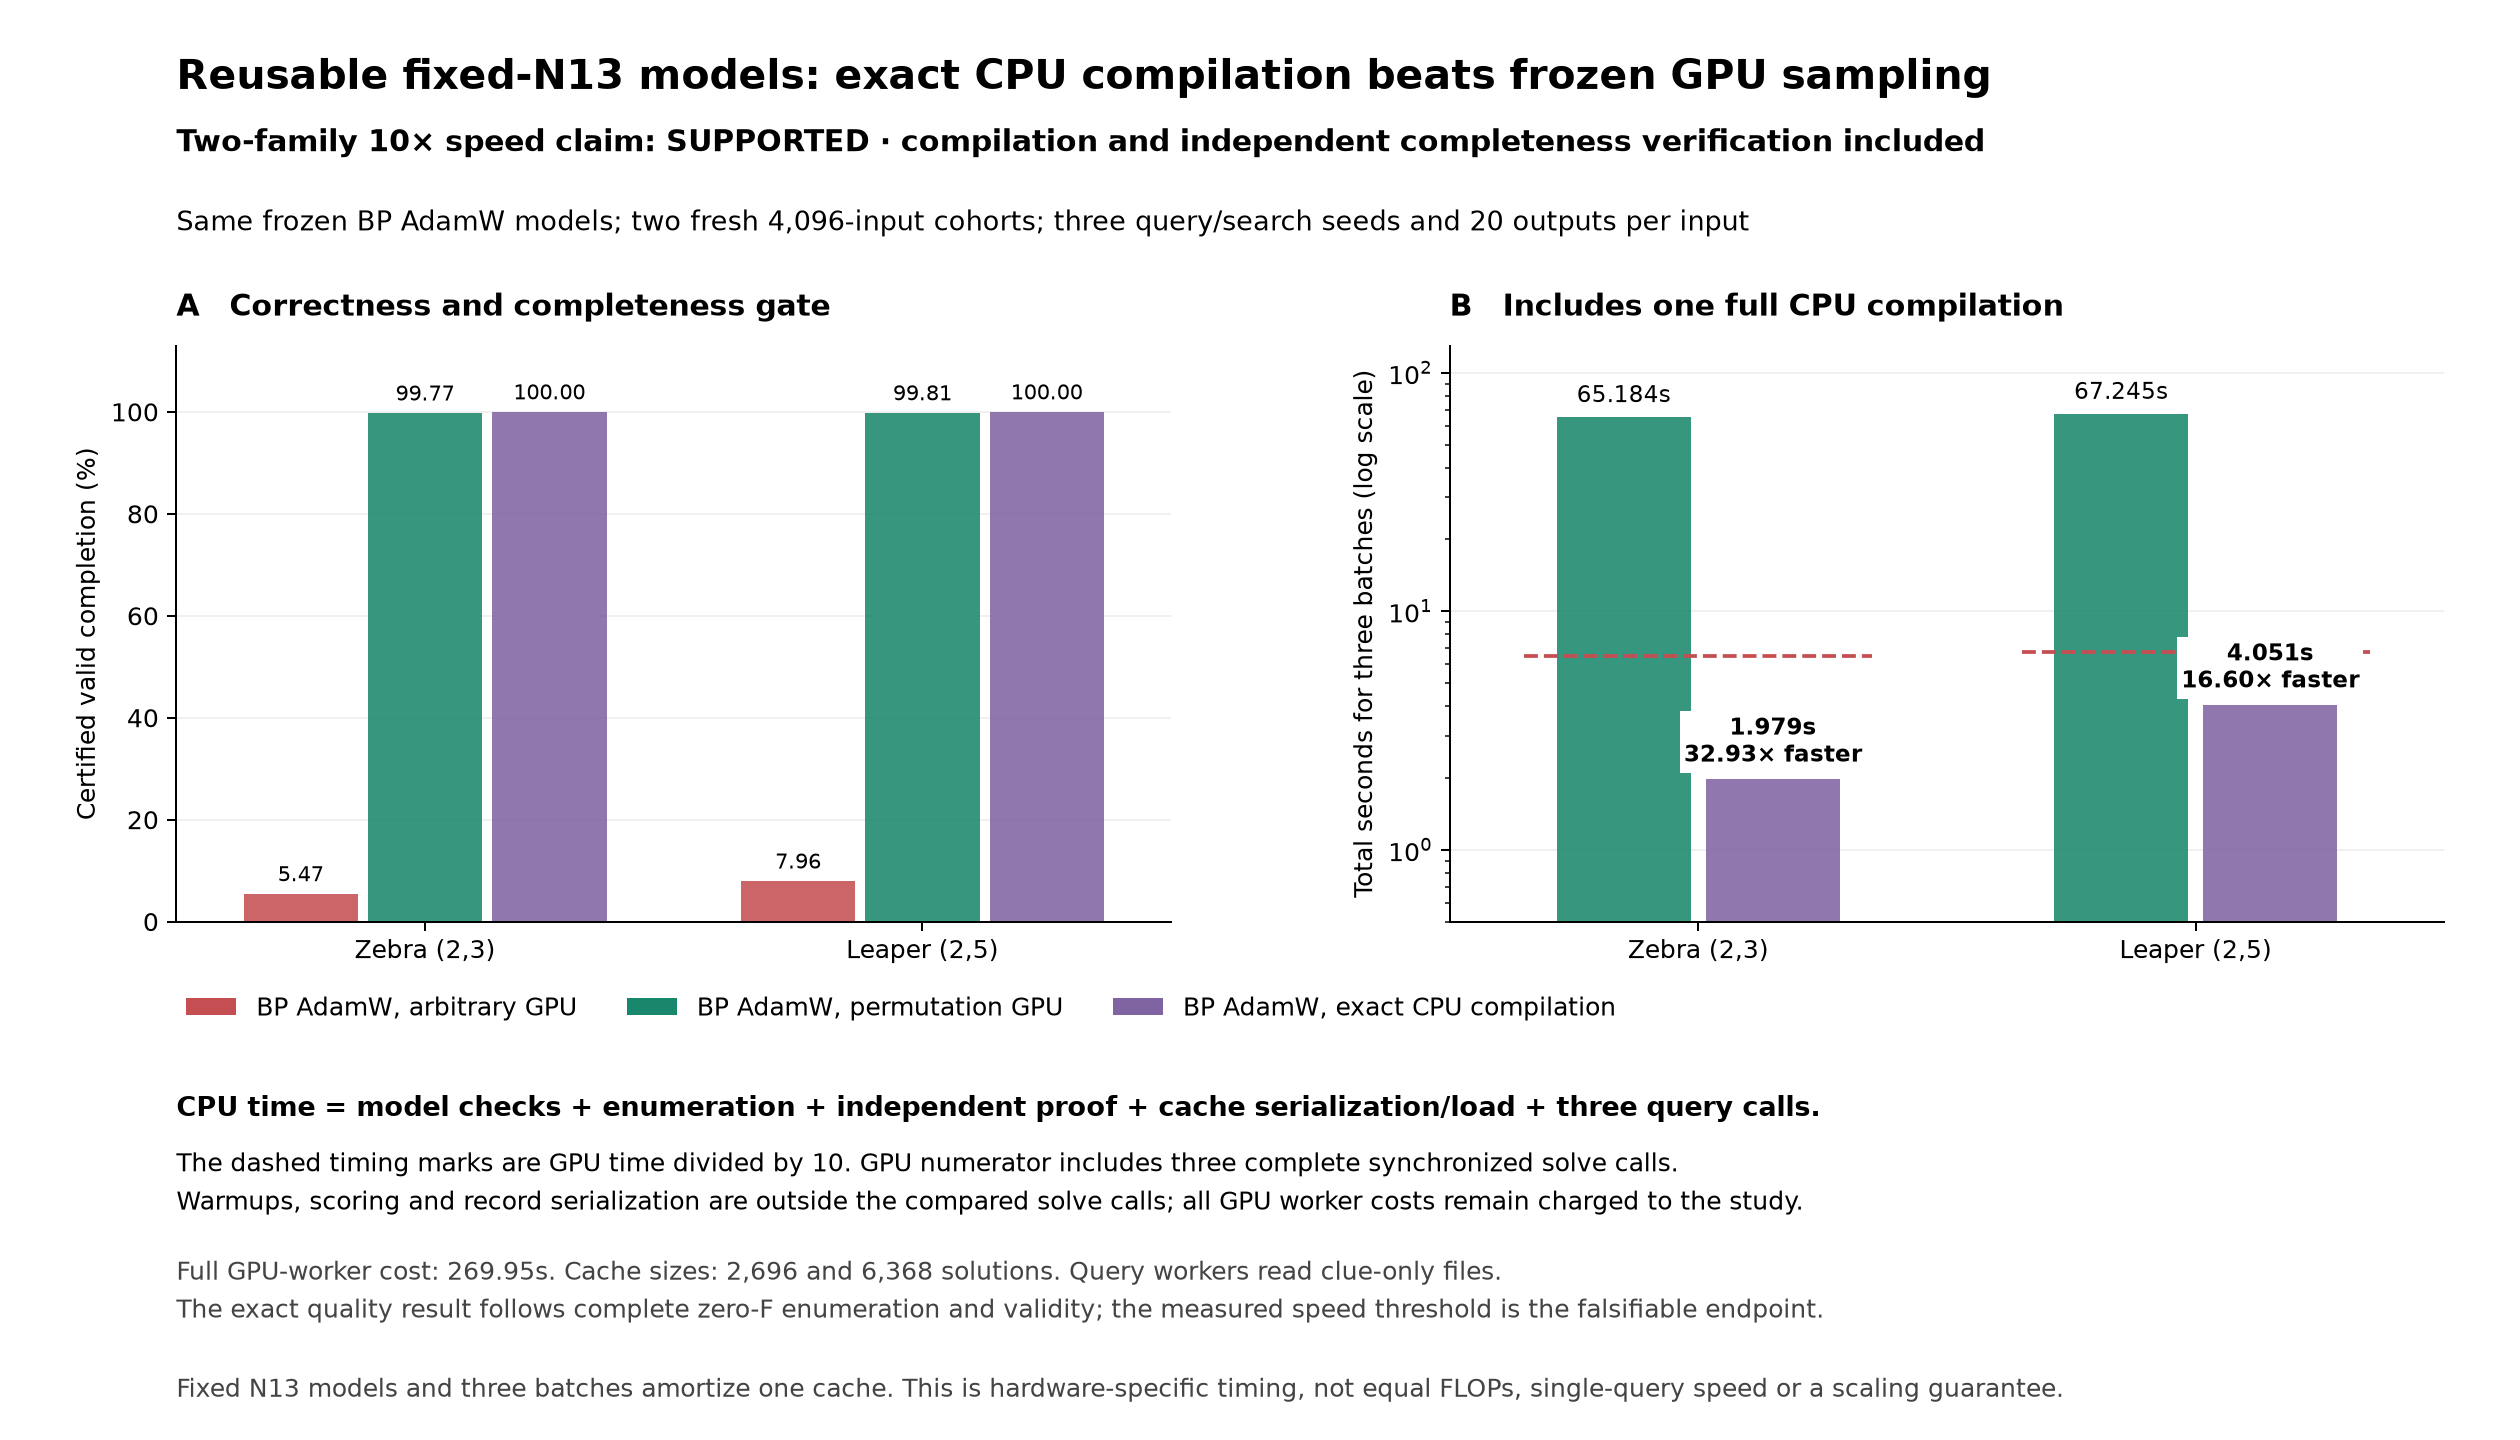 Reusable fixed-N13 models: exact CPU compilation beats frozen GPU sampling
Two-family 10× speed claim: SUPPORTED · compilation and independent completeness verification included
Same frozen BP AdamW models; two fresh 4,096-input cohorts; three query/search seeds and 20 outputs per input
A Correctness and completeness gate
Certified valid completion (%)
100
80
60
40
20
0
5.47
99.77
100.00
7.96
99.81
100.00
Zebra (2,3)
Leaper (2,5)
B Includes one full CPU compilation
Total seconds for three batches (log scale)
10²
10¹
10⁰
65.184s
1.979s
32.93× faster
67.245s
4.051s
16.60× faster
Zebra (2,3)
Leaper (2,5)
BP AdamW, arbitrary GPU
BP AdamW, permutation GPU
BP AdamW, exact CPU compilation
CPU time = model checks + enumeration + independent proof + cache serialization/load + three query calls.
The dashed timing marks are GPU time divided by 10. GPU numerator includes three complete synchronized solve calls.
Warmups, scoring and record serialization are outside the compared solve calls; all GPU worker costs remain charged to the study.
Full GPU-worker cost: 269.95s. Cache sizes: 2,696 and 6,368 solutions. Query workers read clue-only files.
The exact quality result follows complete zero-F enumeration and validity; the measured speed threshold is the falsifiable endpoint.
Fixed N13 models and three batches amortize one cache. This is hardware-specific timing, not equal FLOPs, single-query speed or a scaling guarantee.